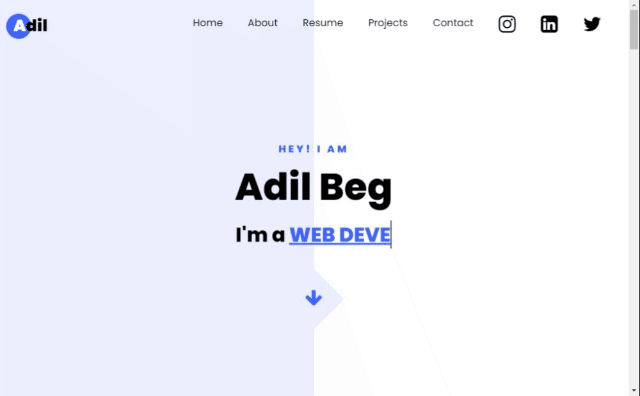 Adil
Home About Resume Projects Contact
HEY! I AM
Adil Beg
I'm a WEB DEVE